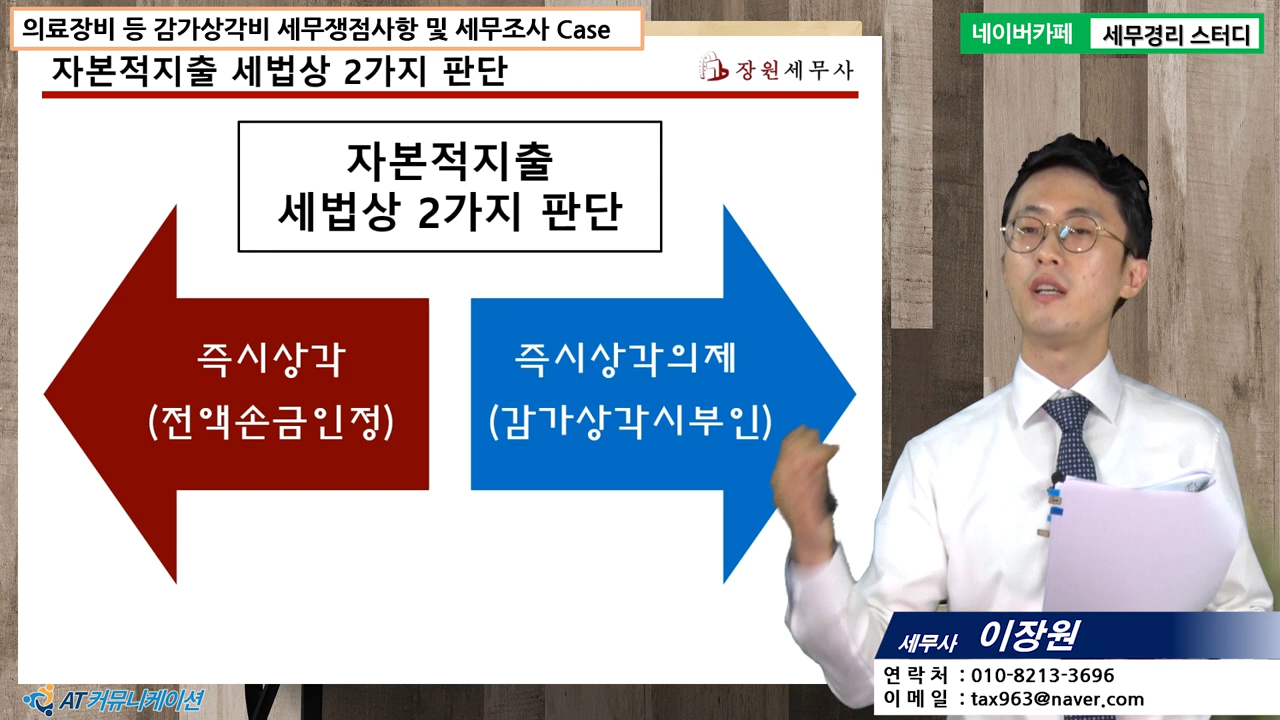 의료장비 등 감가상각비 세무쟁점사항 및 세무조사 Case
네이버카페 세무경리 스터디
자본적지출 세법상 2가지 판단
장원세무사
자본적지출
세법상 2가지 판단
즉시상각
(전액손금인정)
즉시상각의제
(감가상각시부인)
세무사 이장원
연락처 : 010-8213-3696
이메일 : tax963@naver.com
AT커뮤니케이션